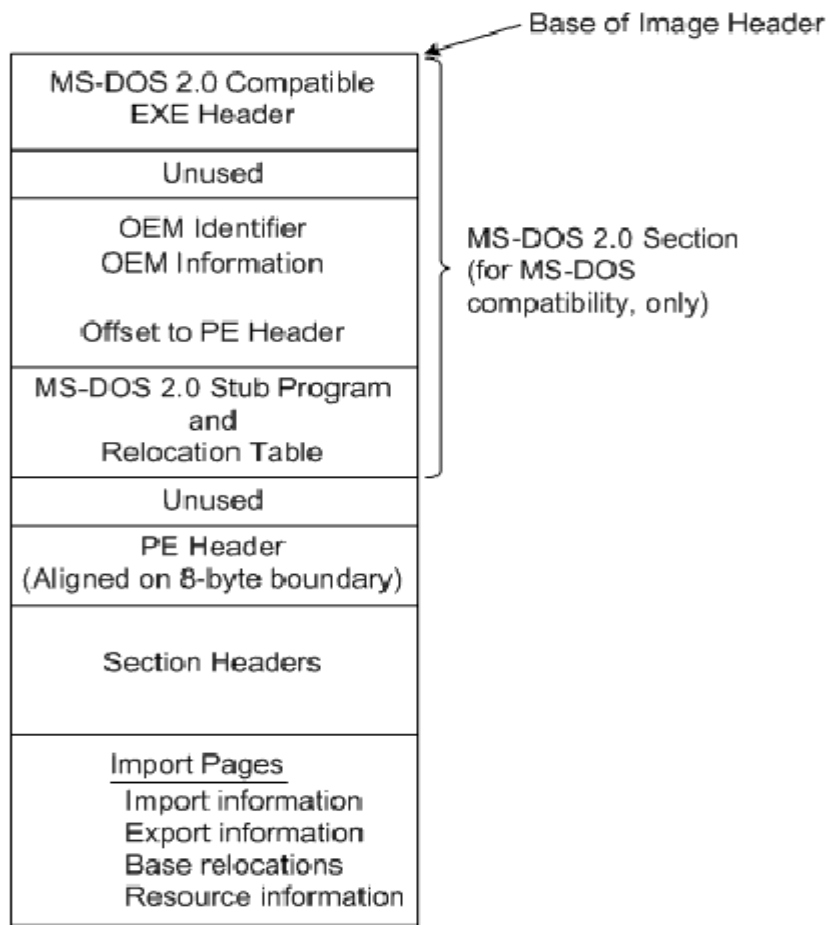 Base of Image Header
MS-DOS 2.0 Compatible
EXE Header
Unused
OEM Identifier
OEM Information
Offset to PE Header
MS-DOS 2.0 Section
(for MS-DOS
compatibility, only)
MS-DOS 2.0 Stub Program
and
Relocation Table
Unused
PE Header
(Aligned on 8-byte boundary)
Section Headers
Import Pages
Import information
Export information
Base relocations
Resource information